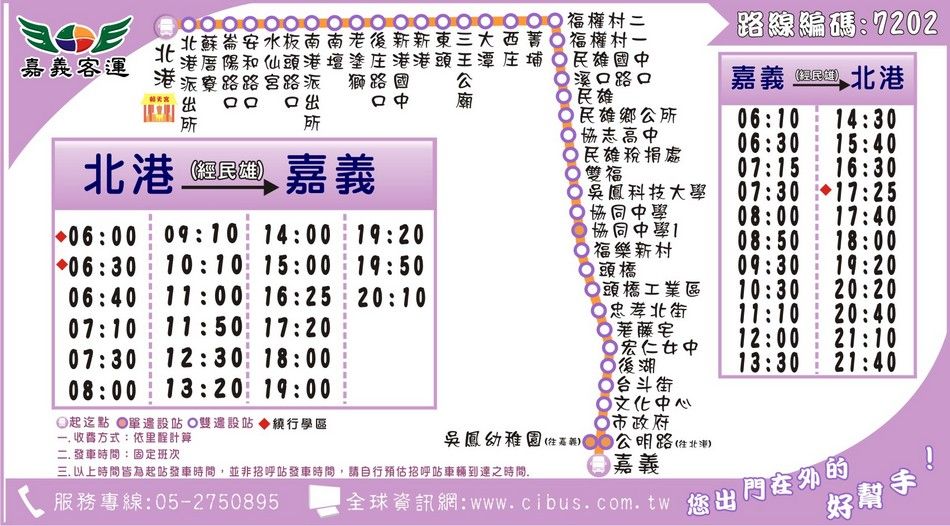 嘉義客運
路線編碼:7202
北港
朝天宮
北港派出所
蘇厝寮
崙陽路口
安和路口
水仙宮
板頭路口
南港派出所
南港
南壇
老塗獅
後庄路口
新港國中
新港
東頭
三王公廟
大潭
西庄
菁埔
福權村二
福權村一
民雄國中
溪口路口
民雄
民雄鄉公所
協志高中
民雄稅捐處
雙福
吳鳳科技大學
協同中學
協同中學1
福樂新村
頭橋
頭橋工業區
忠孝北街
荖藤宅
宏仁女中
後湖
台斗街
文化中心
市政府
吳鳳幼稚園(往嘉義)
公明路(往北港)
嘉義
北港 (經民雄) 嘉義
06:00 09:10 14:00 19:20
06:30 10:10 15:00 19:50
06:40 11:00 16:25 20:10
07:10 11:50 17:20
07:30 12:30 18:00
08:00 13:20 19:00
嘉義 (經民雄) 北港
06:10 14:30
06:30 15:40
07:15 16:30
07:30 17:25
08:00 17:40
08:50 18:00
09:30 19:20
10:30 20:20
11:10 20:40
12:00 21:10
13:30 21:40
起迄點 單邊設站 雙邊設站 繞行學區
一.收費方式:依里程計算
二.發車時間:固定班次
三.以上時間皆為起站發車時間,並非招呼站發車時間,請自行預估招呼站車輛到達之時間.
服務專線:05-2750895
全球資訊網:www.cibus.com.tw
您出門在外的
好幫手!